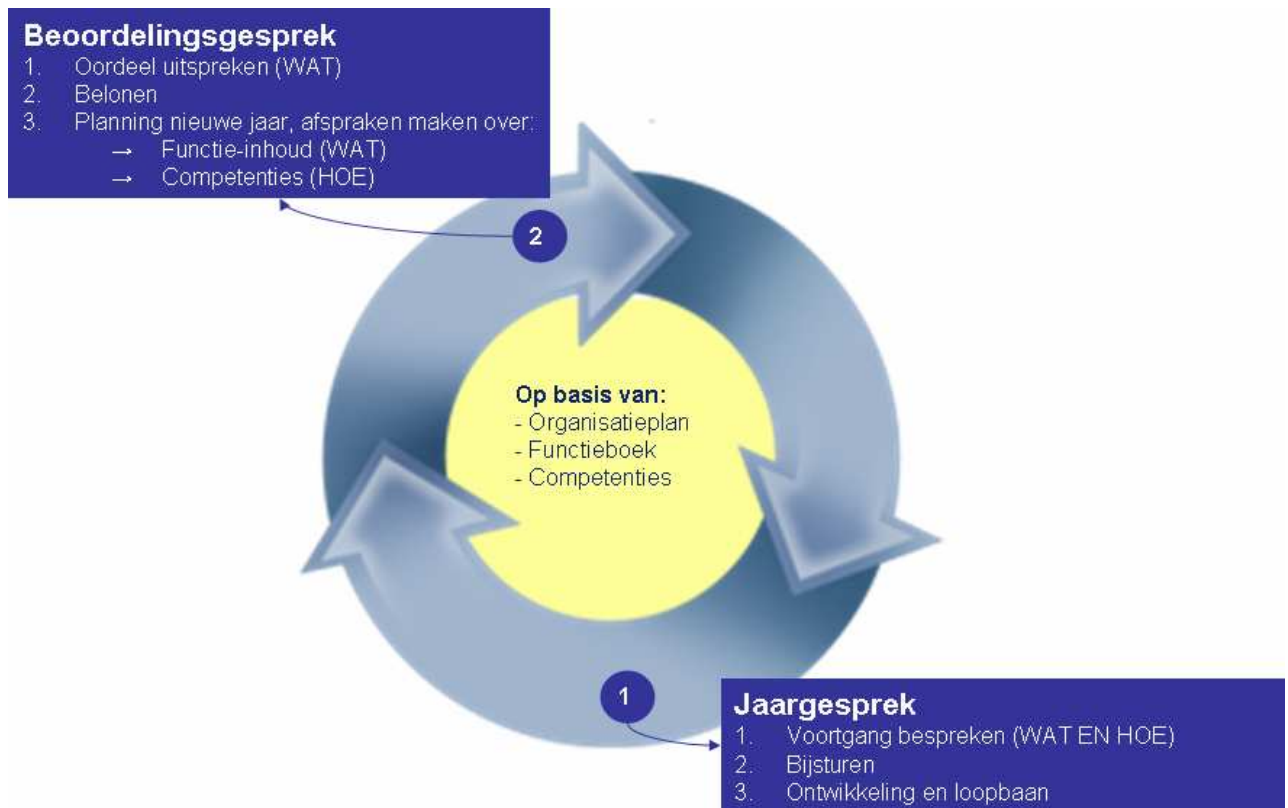 Beoordelingsgesprek
1. Oordeel uitspreken (WAT)
2. Belonen
3. Planning nieuwe jaar, afspraken maken over:
→ Functie-inhoud (WAT)
→ Competenties (HOE)
2
Op basis van:
- Organisatieplan
- Functieboek
- Competenties
1
Jaargesprek
1. Voortgang bespreken (WAT EN HOE)
2. Bijsturen
3. Ontwikkeling en loopbaan